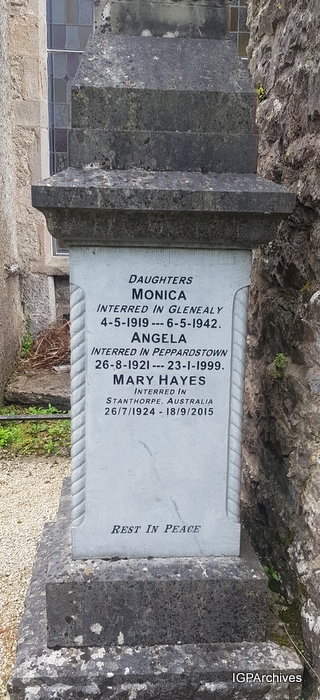 DAUGHTERS
MONICA
INTERRED IN GLENEALY
4-5-1919 --- 6-5-1942.
ANGELA
INTERRED IN PEPPARDSTOWN
26-8-1921 --- 23-1-1999.
MARY HAYES
INTERRED IN
STANTHORPE, AUSTRALIA
26/7/1924 - 18/9/2015
REST IN PEACE
IGPArchives